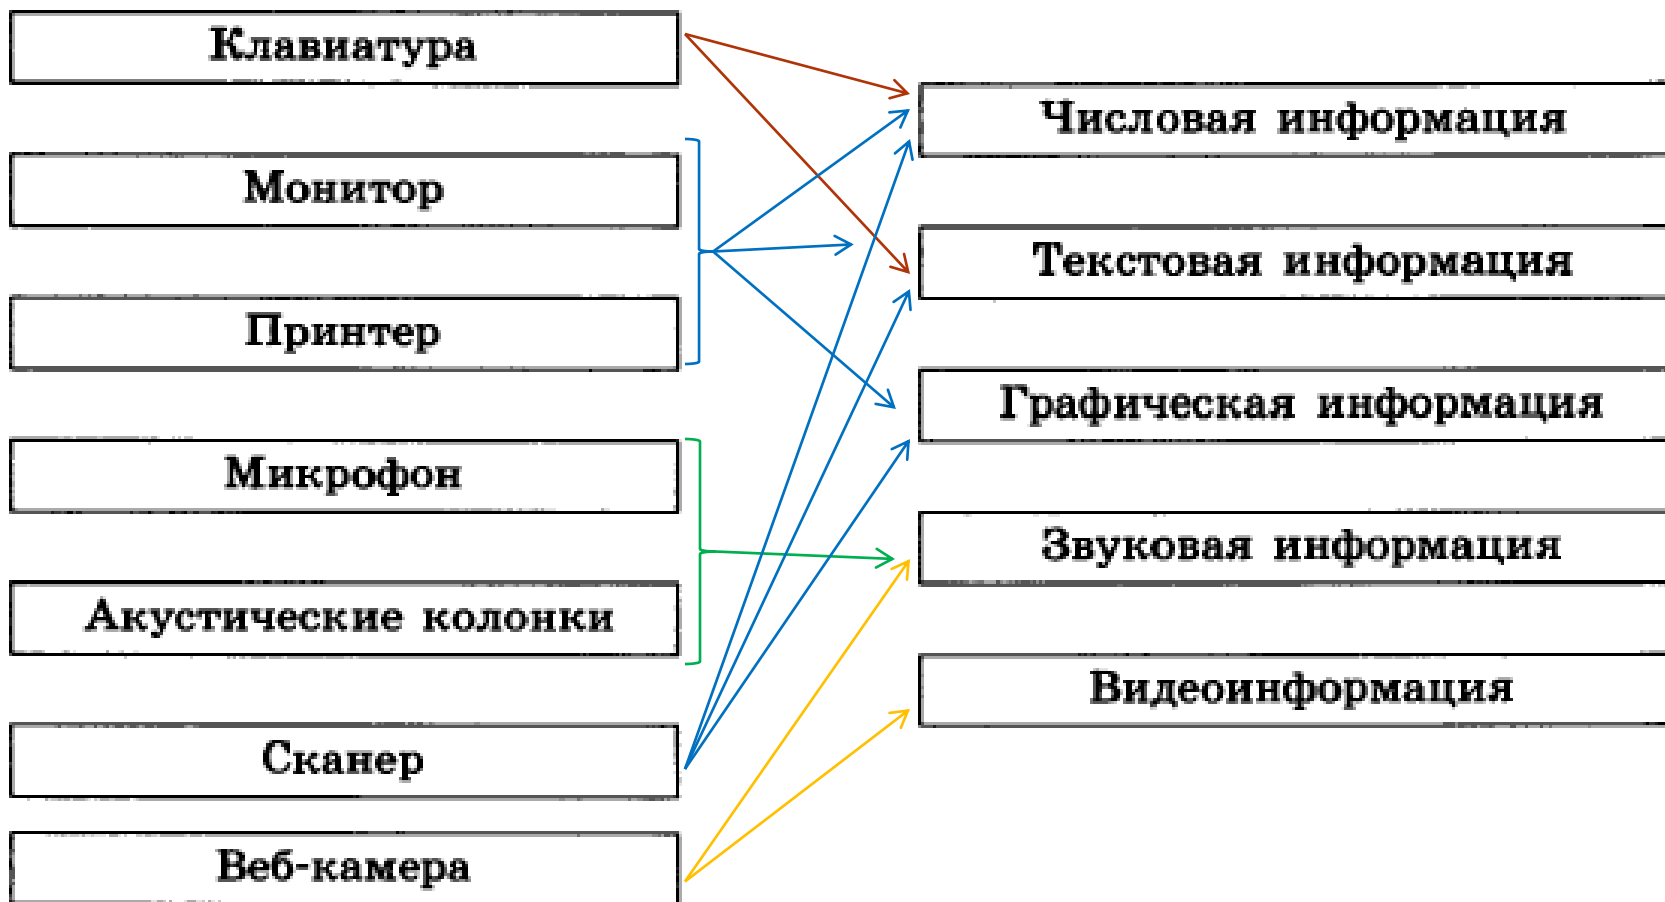 Клавиатура
Монитор
Принтер
Микрофон
Акустические колонки
Сканер
Веб-камера
Числовая информация
Текстовая информация
Графическая информация
Звуковая информация
Видеоинформация